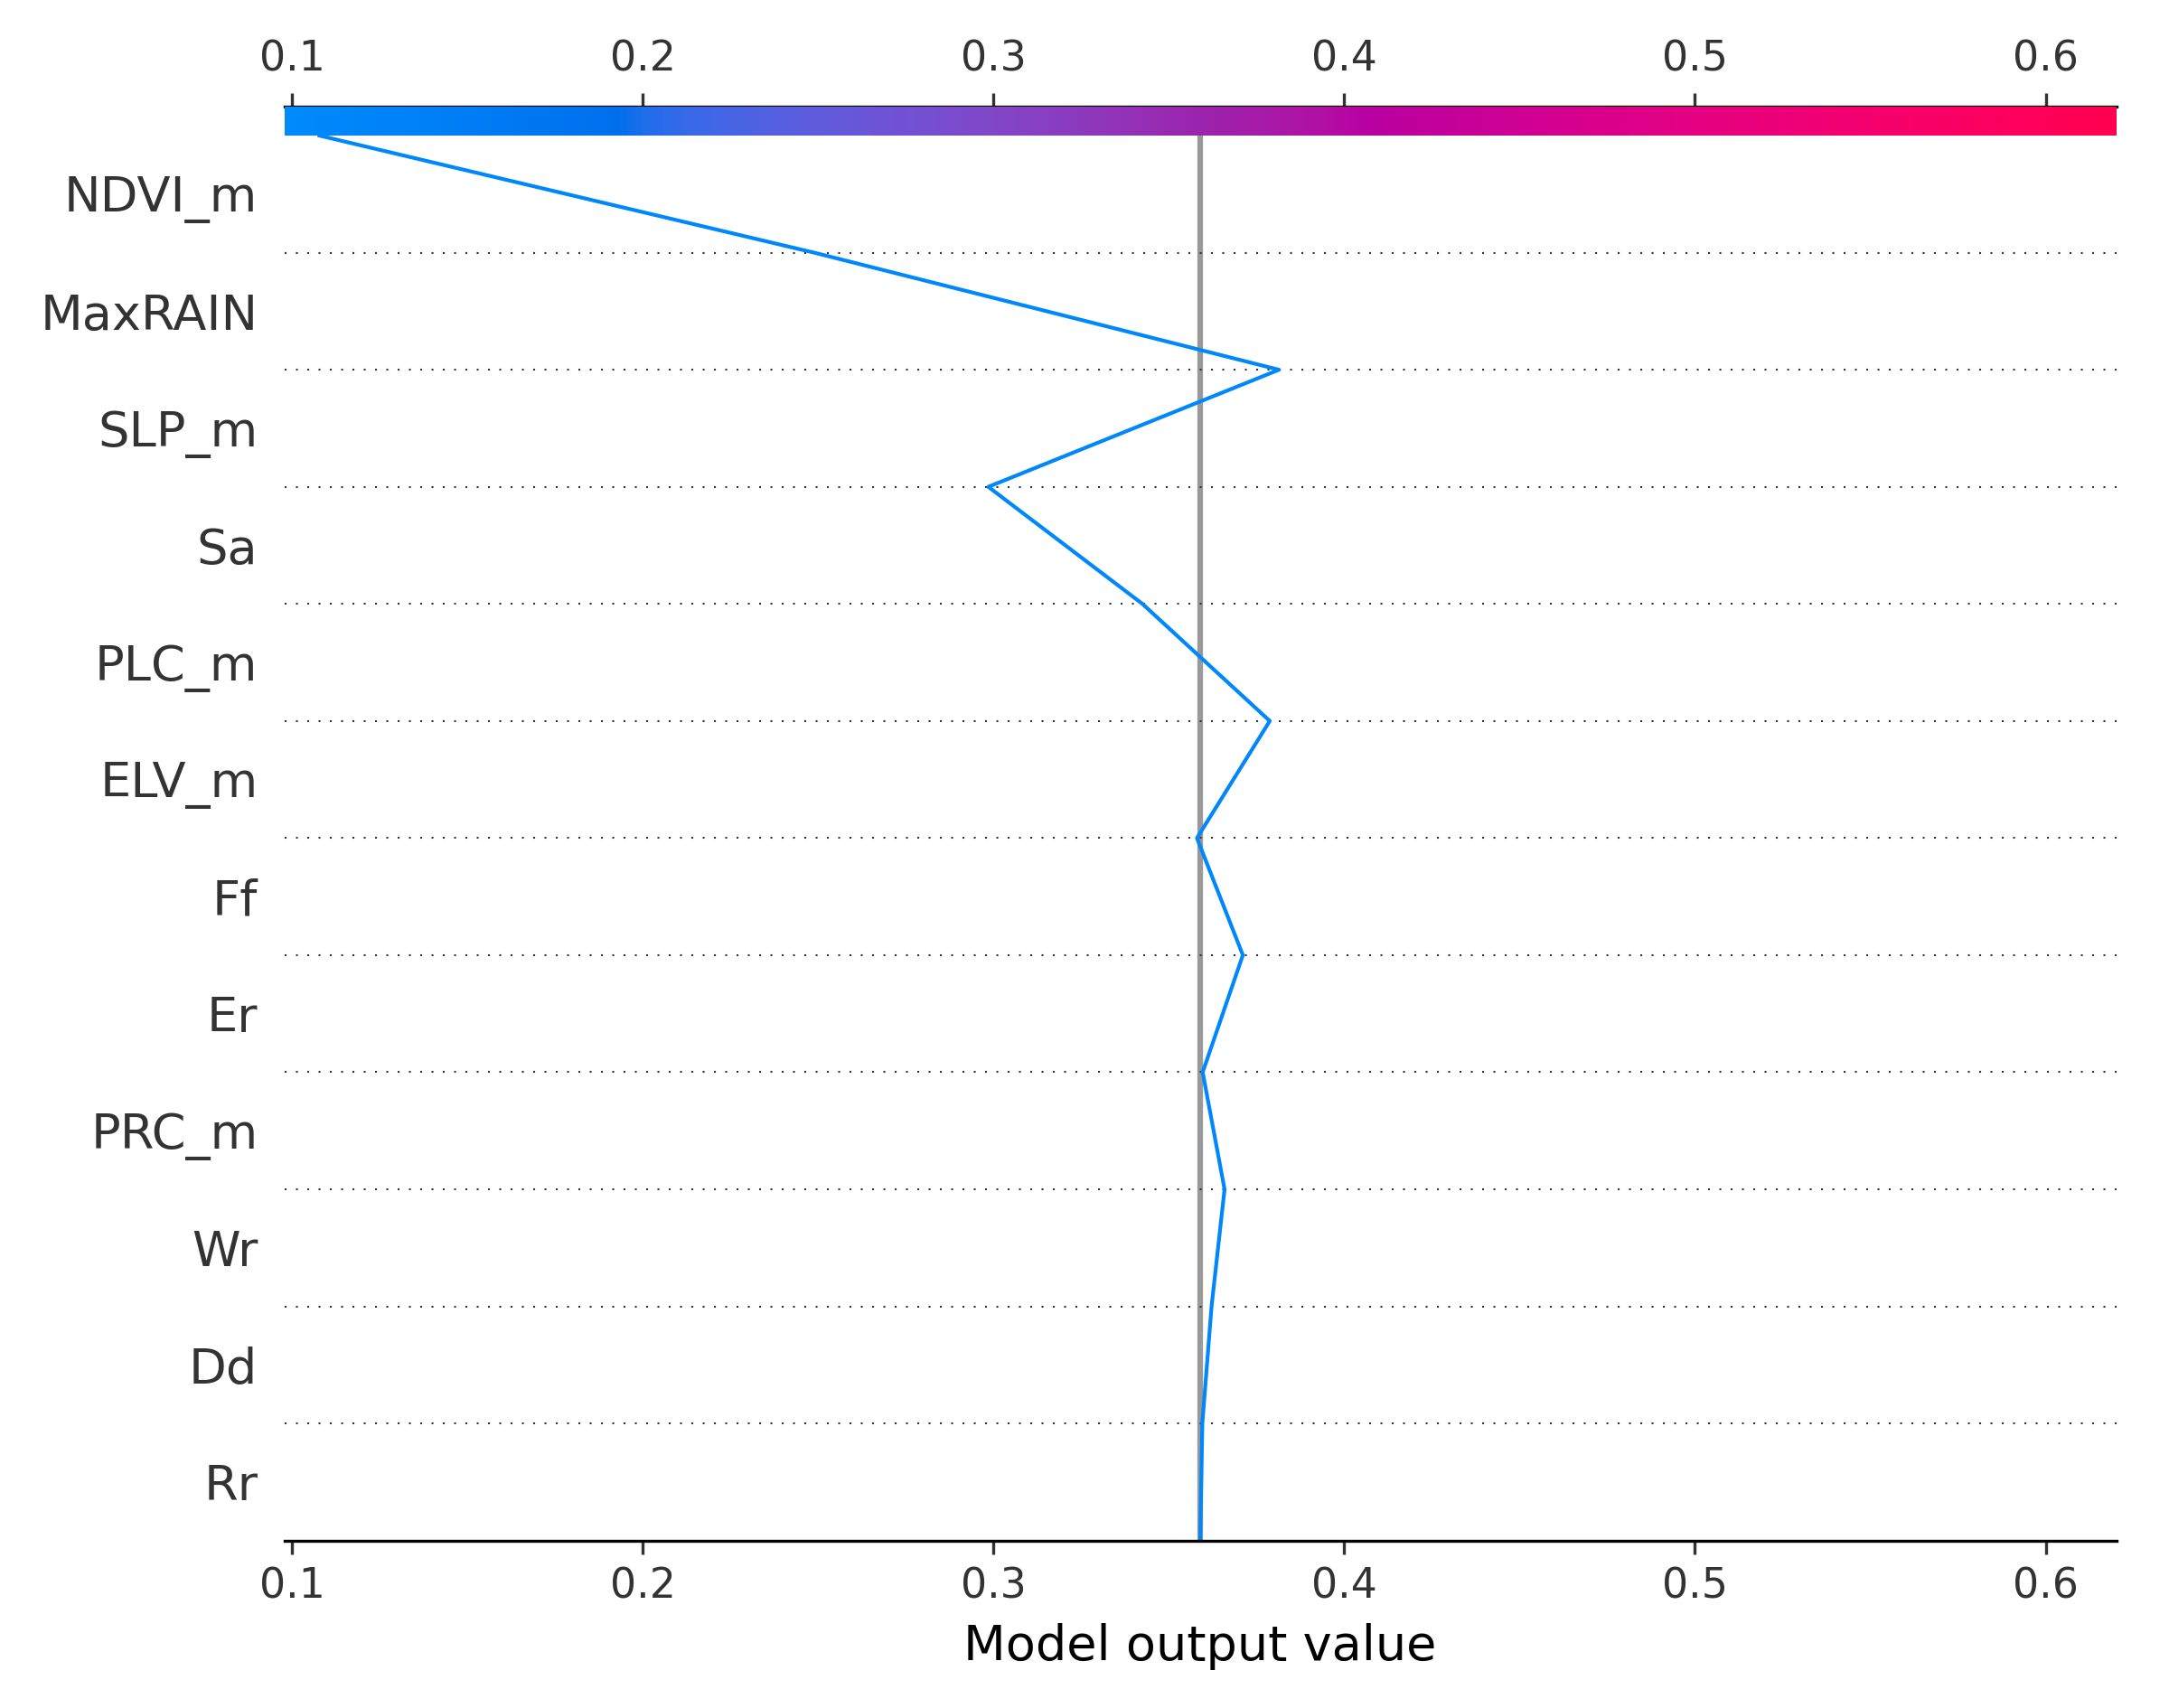 0.1 0.2 0.3 0.4 0.5 0.6
NDVI_m
MaxRAIN
SLP_m
Sa
PLC_m
ELV_m
Ff
Er
PRC_m
Wr
Dd
Rr
0.1 0.2 0.3 0.4 0.5 0.6
Model output value